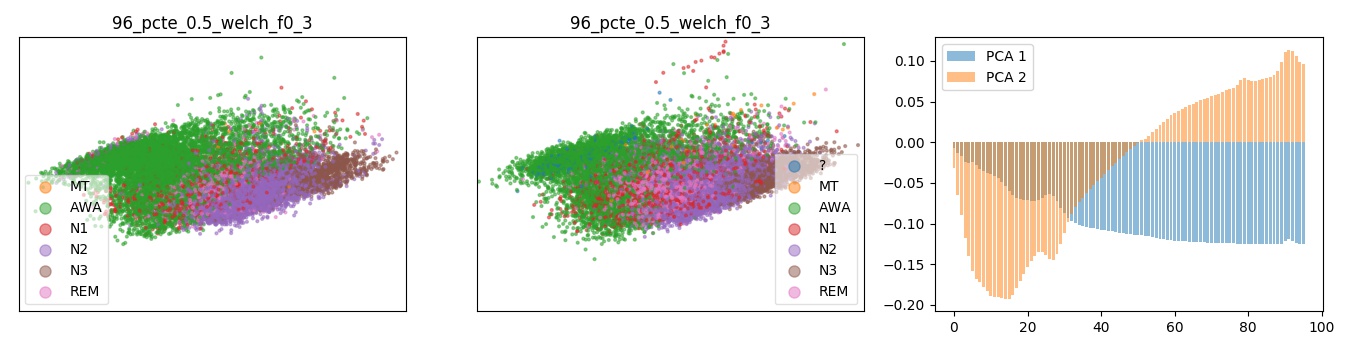 96_pcte_0.5_welch_f0_3
MT
AWA
N1
N2
N3
REM
96_pcte_0.5_welch_f0_3
?
MT
AWA
N1
N2
N3
REM
PCA 1
PCA 2
0.10
0.05
0.00
−0.05
−0.10
−0.15
−0.20
0 20 40 60 80 100